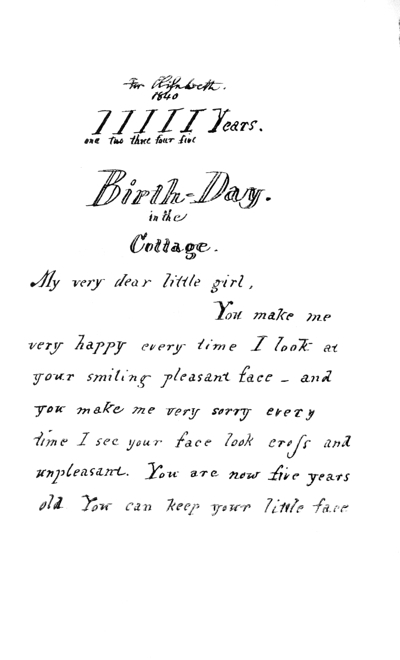 For Elizabeth.
1840
I I I I I Years.
one two three four five
Birth-Day.
in the
Cottage.
My very dear little girl,
You make me
very happy every time I look at
your smiling pleasant face – and
you make me very sorry every
time I see your face look croſs and
unpleasant. You are now five years
old You can keep your little face